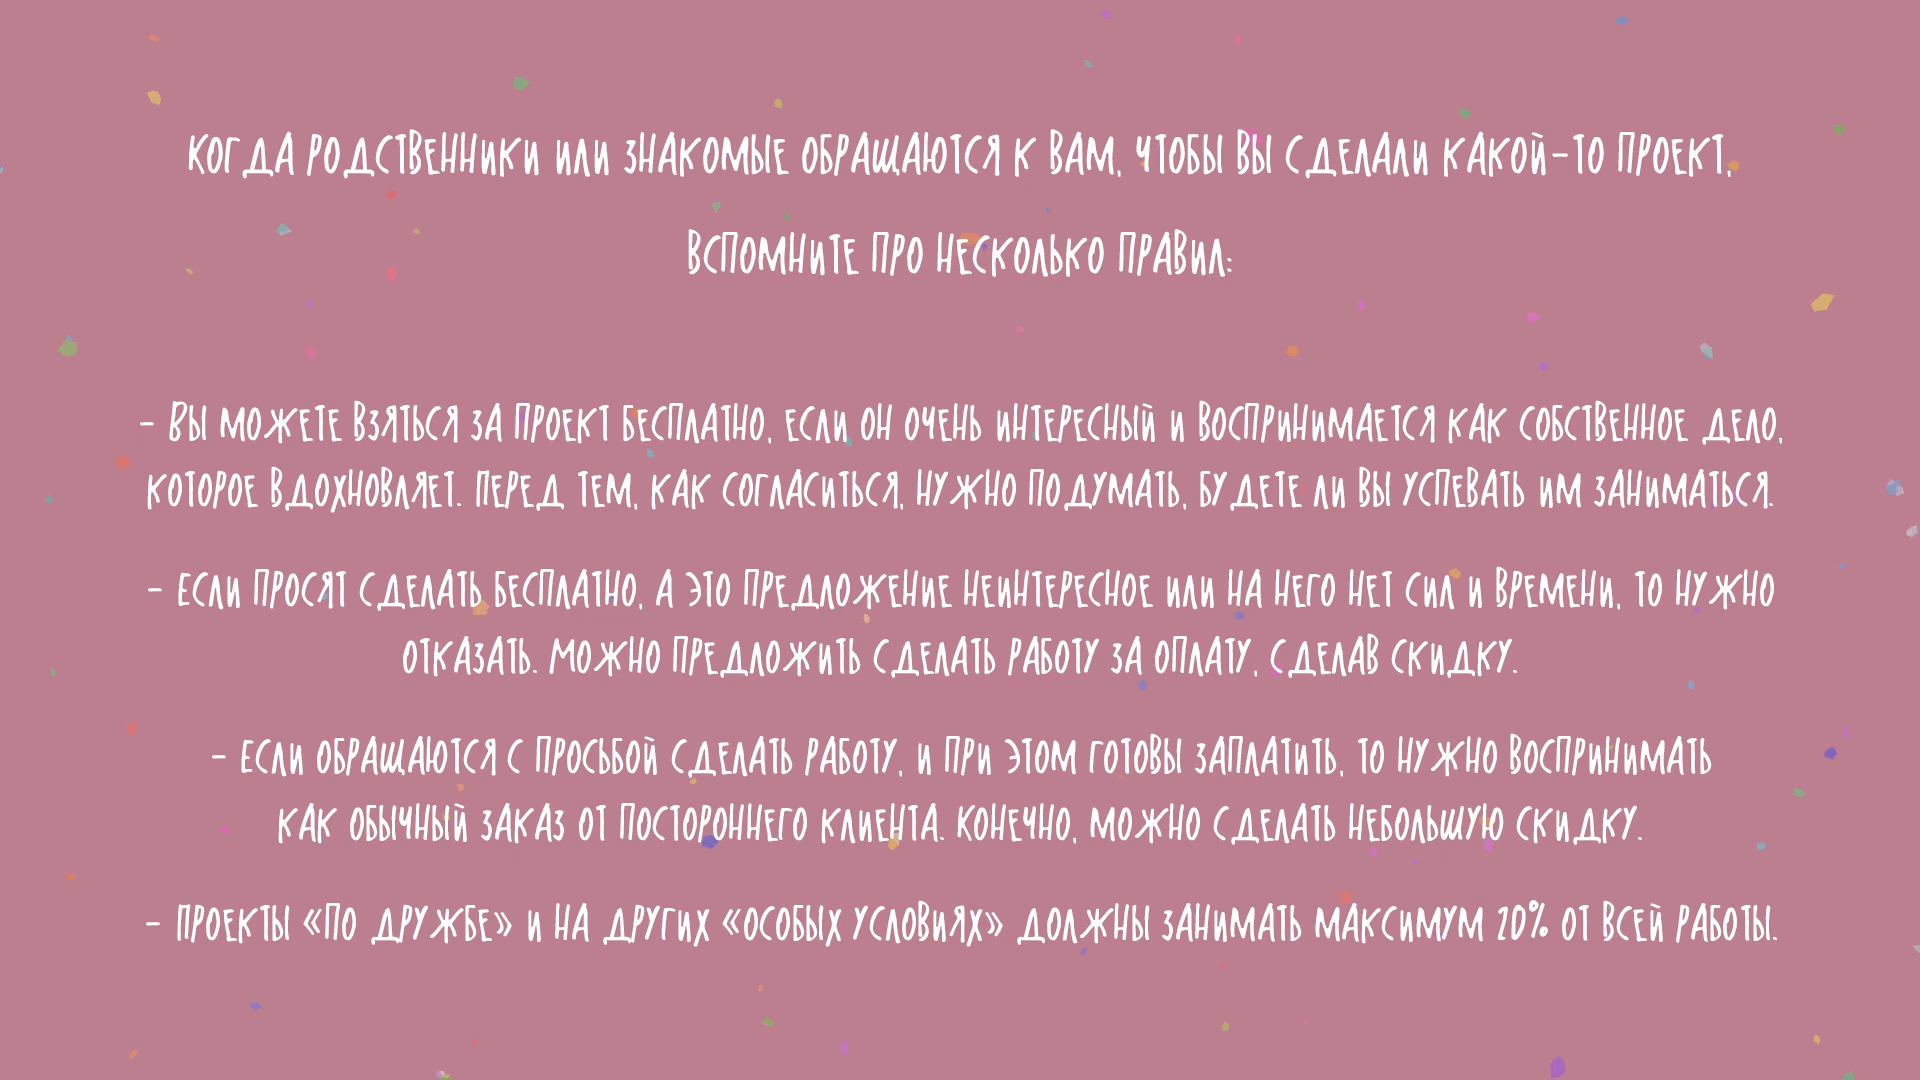 КОГДА РОДСТВЕННИКИ ИЛИ ЗНАКОМЫЕ ОБРАЩАЮТСЯ К ВАМ, ЧТОБЫ ВЫ СДЕЛАЛИ КАКОЙ-ТО ПРОЕКТ,
ВСПОМНИТЕ ПРО НЕСКОЛЬКО ПРАВИЛ:
- ВЫ МОЖЕТЕ ВЗЯТЬСЯ ЗА ПРОЕКТ БЕСПЛАТНО, ЕСЛИ ОН ОЧЕНЬ ИНТЕРЕСНЫЙ И ВОСПРИНИМАЕТСЯ КАК СОБСТВЕННОЕ ДЕЛО,
КОТОРОЕ ВДОХНОВЛЯЕТ. ПЕРЕД ТЕМ, КАК СОГЛАСИТЬСЯ, НУЖНО ПОДУМАТЬ, БУДЕТЕ ЛИ ВЫ УСПЕВАТЬ ИМ ЗАНИМАТЬСЯ.
- ЕСЛИ ПРОСЯТ СДЕЛАТЬ БЕСПЛАТНО, А ЭТО ПРЕДЛОЖЕНИЕ НЕИНТЕРЕСНОЕ ИЛИ НА НЕГО НЕТ СИЛ И ВРЕМЕНИ, ТО НУЖНО
ОТКАЗАТЬ. МОЖНО ПРЕДЛОЖИТЬ СДЕЛАТЬ РАБОТУ ЗА ОПЛАТУ, СДЕЛАВ СКИДКУ.
- ЕСЛИ ОБРАЩАЮТСЯ С ПРОСЬБОЙ СДЕЛАТЬ РАБОТУ, И ПРИ ЭТОМ ГОТОВЫ ЗАПЛАТИТЬ, ТО НУЖНО ВОСПРИНИМАТЬ
КАК ОБЫЧНЫЙ ЗАКАЗ ОТ ПОСТОРОННЕГО КЛИЕНТА. КОНЕЧНО, МОЖНО СДЕЛАТЬ НЕБОЛЬШУЮ СКИДКУ.
- ПРОЕКТЫ «ПО ДРУЖБЕ» И НА ДРУГИХ «ОСОБЫХ УСЛОВИЯХ» ДОЛЖНЫ ЗАНИМАТЬ МАКСИМУМ 20% ОТ ВСЕЙ РАБОТЫ.